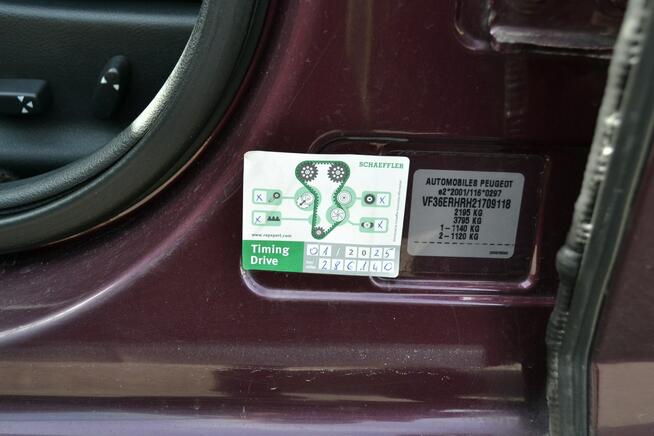 SCHAEFFLER
X
X
X
X
www.repxpert.com
Timing
Drive
01/2025
286140
AUTOMOBILES PEUGEOT
e2*2001/116*0297
VF36ERHRH21709118
2195 KG
3795 KG
1 - 1140 KG
2 - 1120 KG